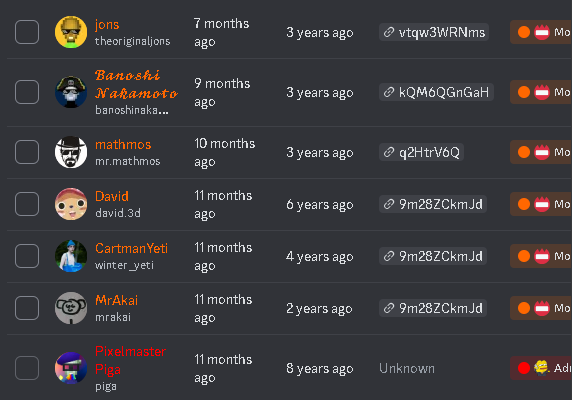 jons
theoriginaljons
7 months
ago
3 years ago
vtqw3WRNms
Mo
Banoshi
Nakamoto
banoshinaka...
9 months
ago
3 years ago
kQM6QGnGaH
Mo
mathmos
mr.mathmos
10 months
ago
3 years ago
q2HtrV6Q
Mo
David
david.3d
11 months
ago
6 years ago
9m28ZCkmJd
Mo
CartmanYeti
winter_yeti
11 months
ago
4 years ago
9m28ZCkmJd
Mo
MrAkai
mrakai
11 months
ago
2 years ago
9m28ZCkmJd
Mo
Pixelmaster
Piga
piga
11 months
ago
8 years ago
Unknown
Adı